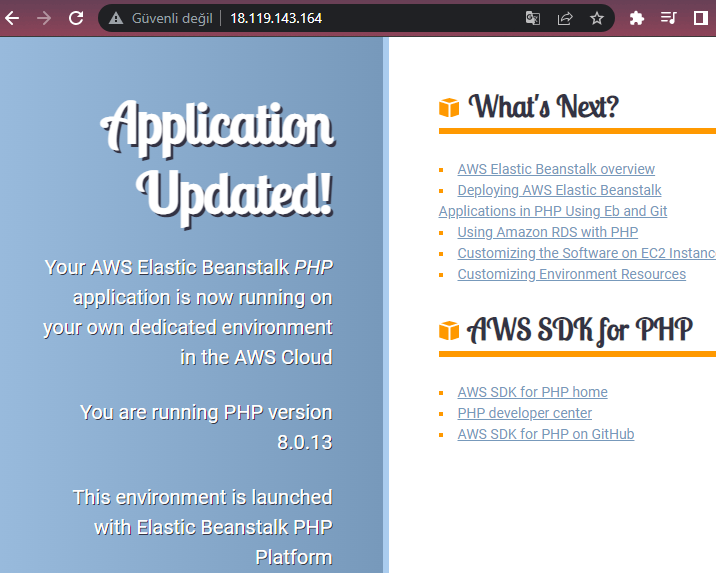 Güvenli değil
18.119.143.164
Application
Updated!
Your AWS Elastic Beanstalk PHP
application is now running on
your own dedicated environment
in the AWS Cloud
You are running PHP version
8.0.13
This environment is launched
with Elastic Beanstalk PHP
Platform
What's Next?
AWS Elastic Beanstalk overview
Deploying AWS Elastic Beanstalk
Applications in PHP Using Eb and Git
Using Amazon RDS with PHP
Customizing the Software on EC2 Instanc
Customizing Environment Resources
AWS SDK for PHP
AWS SDK for PHP home
PHP developer center
AWS SDK for PHP on GitHub